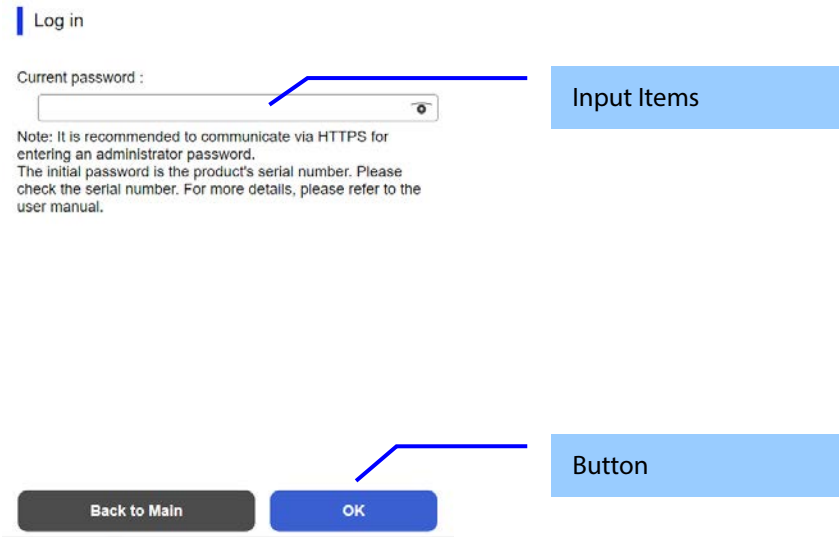 Log in
Current password :
Input Items
Note: It is recommended to communicate via HTTPS for
entering an administrator password.
The initial password is the product's serial number. Please
check the serial number. For more details, please refer to the
user manual.
Button
Back to Main
OK